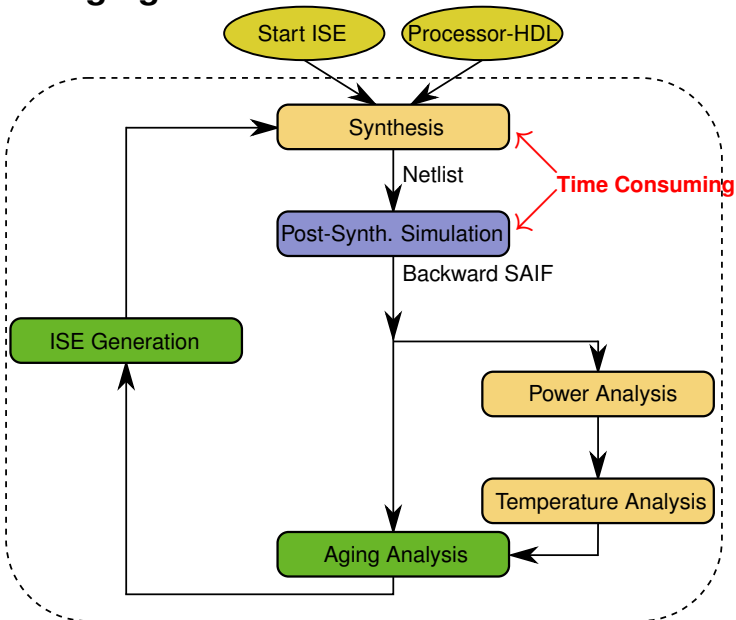 Start ISE
Processor-HDL
Synthesis
Netlist
Time Consuming
Post-Synth. Simulation
Backward SAIF
ISE Generation
Power Analysis
Temperature Analysis
Aging Analysis